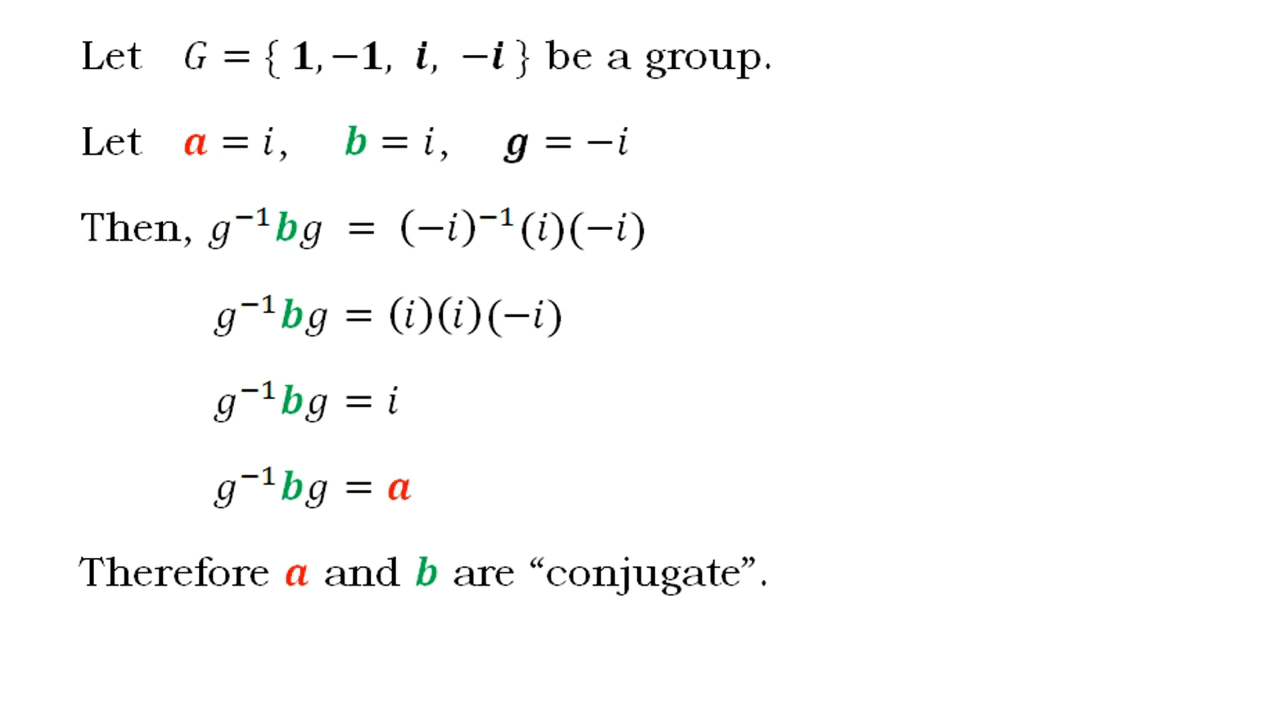 Let G = { 1, −1, i, −i } be a group.
Let a = i, b = i, g = −i
Then, g⁻¹bg = (−i)⁻¹(i)(−i)
g⁻¹bg = (i)(i)(−i)
g⁻¹bg = i
g⁻¹bg = a
Therefore a and b are “conjugate”.